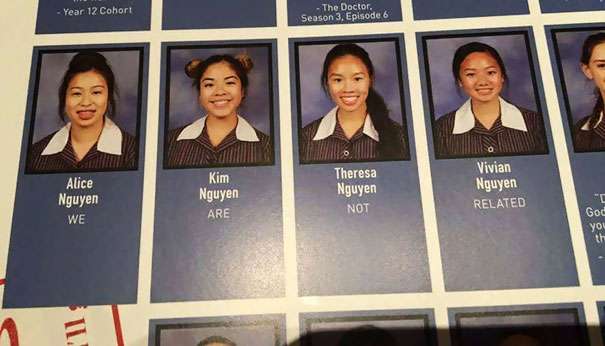 - Year 12 Cohort
- The Doctor,
Season 3, Episode 6
Alice
Nguyen
WE
Kim
Nguyen
ARE
Theresa
Nguyen
NOT
Vivian
Nguyen
RELATED